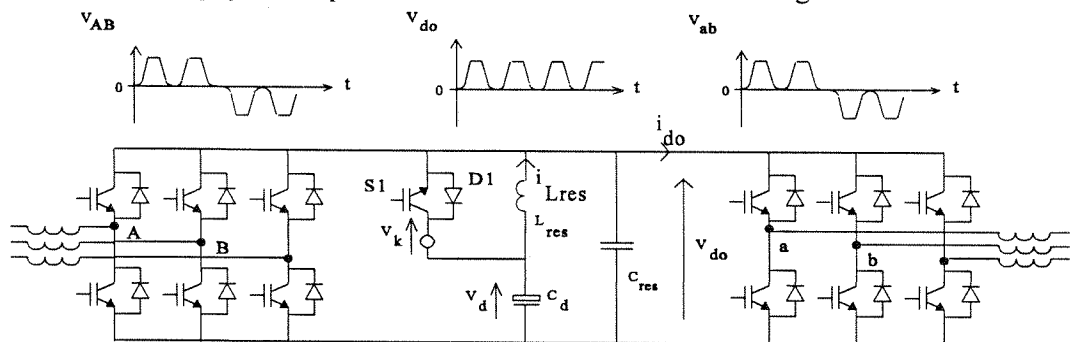 V_AB V_do V_ab
0 t 0 t 0 t
i_do
S1 D1 i_Lres
L_res
A
B
V_k
V_d C_d
C_res
V_do
a
b